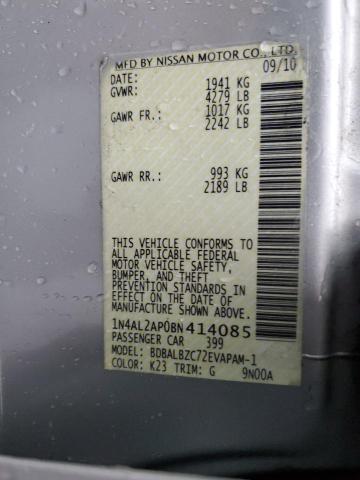 MFD BY NISSAN MOTOR CO., LTD.
DATE: 09/10
GVWR: 1941 KG
4279 LB
GAWR FR.: 1017 KG
2242 LB
GAWR RR.: 993 KG
2189 LB
THIS VEHICLE CONFORMS TO
ALL APPLICABLE FEDERAL
MOTOR VEHICLE SAFETY,
BUMPER, AND THEFT
PREVENTION STANDARDS
IN EFFECT ON THE DATE OF
MANUFACTURE SHOWN ABOVE.
1N4AL2AP0BN414085
PASSENGER CAR 399
MODEL: BDBALBZC72EVAPAM-1
COLOR: K23 TRIM: G 9N00A